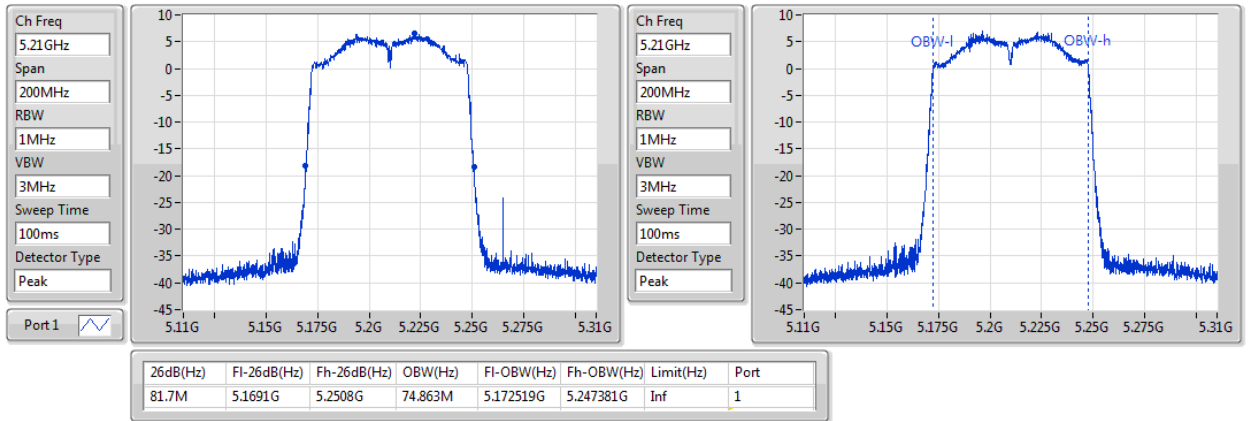 Ch Freq
5.21GHz
Span
200MHz
RBW
1MHz
VBW
3MHz
Sweep Time
100ms
Detector Type
Peak
Port 1
10
5
0
-5
-10
-15
-20
-25
-30
-35
-40
-45
5.11G 5.15G 5.175G 5.2G 5.225G 5.25G 5.275G 5.31G
Ch Freq
5.21GHz
Span
200MHz
RBW
1MHz
VBW
3MHz
Sweep Time
100ms
Detector Type
Peak
10
5
0
-5
-10
-15
-20
-25
-30
-35
-40
-45
OBW-l OBW-h
5.11G 5.15G 5.175G 5.2G 5.225G 5.25G 5.275G 5.31G
26dB(Hz) Fl-26dB(Hz) Fh-26dB(Hz) OBW(Hz) Fl-OBW(Hz) Fh-OBW(Hz) Limit(Hz) Port
81.7M 5.1691G 5.2508G 74.863M 5.172519G 5.247381G Inf 1